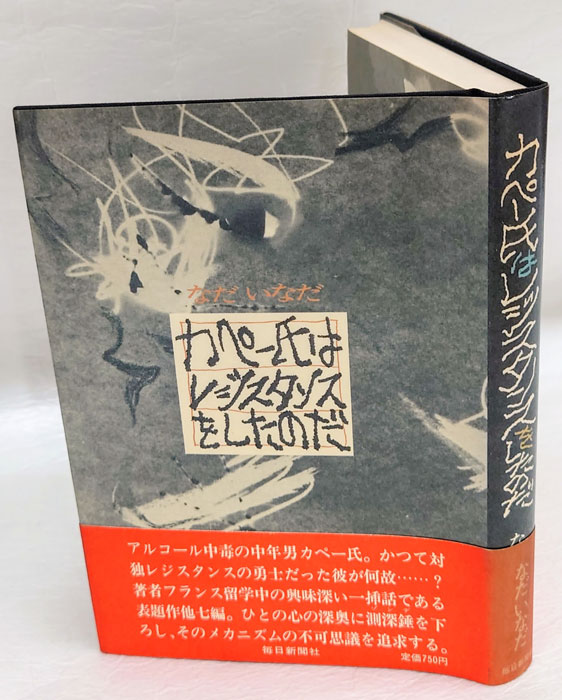 なだ いなだ
カペー氏は
レジスタンス
をしたのだ
アルコール中毒の中年男カペー氏。かつて対
独レジスタンスの勇士だった彼が何故……?
著者フランス留学中の興味深い一挿話である
表題作他七編。ひとの心の深奥に測深錘を下
ろし、そのメカニズムの不可思議を追求する。
毎日新聞社
定価750円
カペー氏はレジスタンスをしたのだ
な
なだ いなだ
毎日新聞社